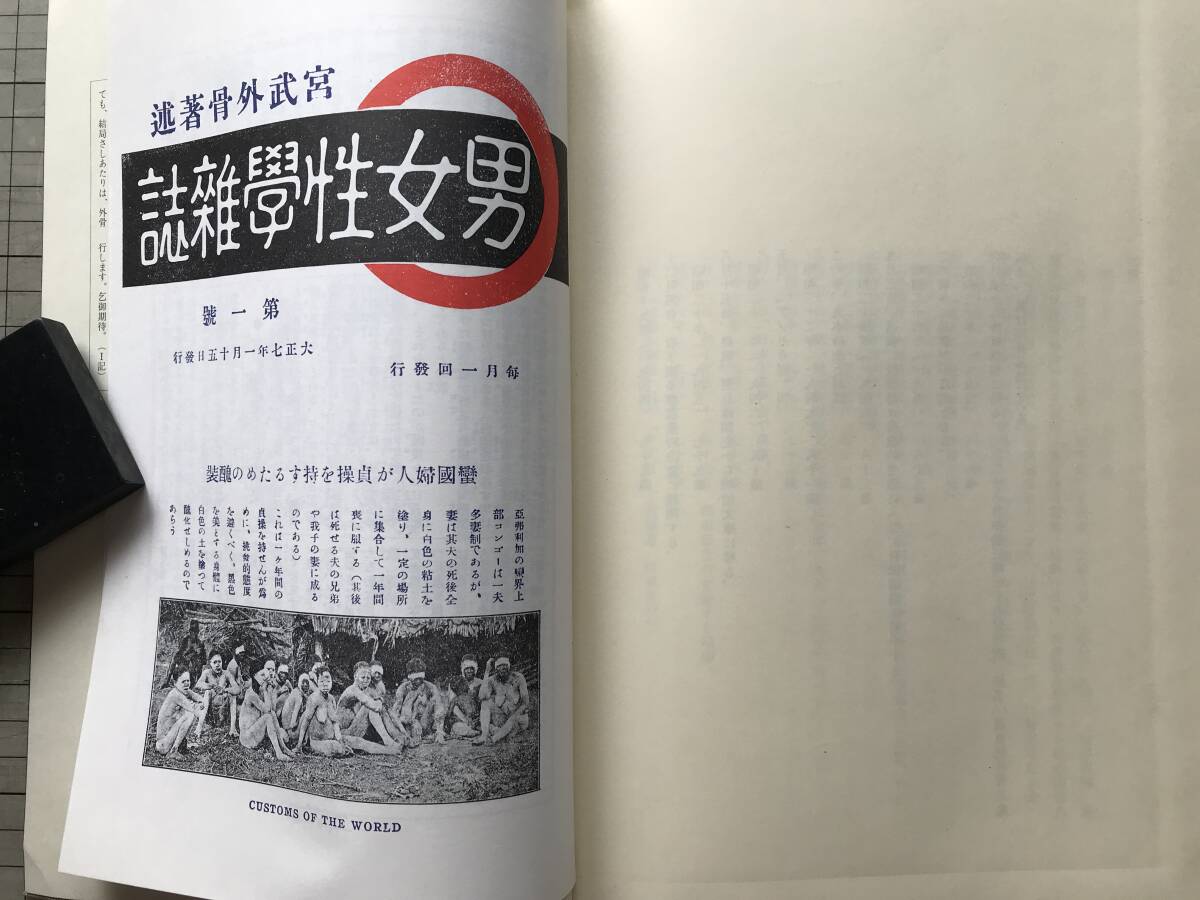 宮武外骨著述
男女性學雜誌
第一號
大正七年一月十五日發行
每月一回發行
蠻國婦人が貞操を持するための醜裝
亞弗利加の蠻界上
部コンゴーは一夫
多妻制であるが、
妻は其夫の死後全
身に白色の粘土を
塗り、一定の場所
に集合して一年間
喪に服する(其後
は死せる夫の兄弟
や我子の妻に成る
のである)
これは一ケ年間の
貞操を持せんが爲
めに、挑發的態度
を避くべく。黑色
を美とする身體に
白色の土を塗つて
醜化せしめるので
あらう
CUSTOMS OF THE WORLD
ても、結局さしあたりは、外骨 行します。乞御期待。(I記)